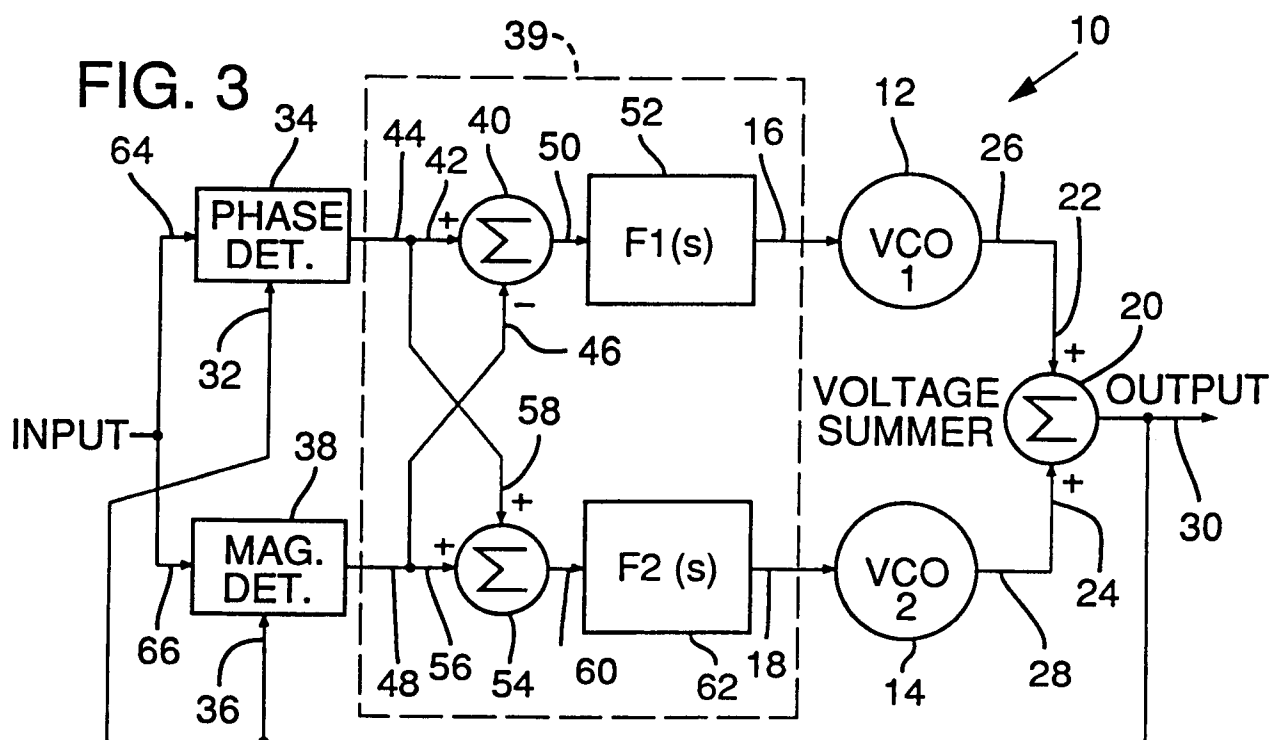 39
10
FIG. 3
34
44
40
52
12
64
42
50
16
26
22
PHASE
DET.
+
Σ
F1(s)
VCO
1
−
32
46
20
+
VOLTAGE
SUMMER
OUTPUT
Σ
INPUT
38
58
+
+
30
MAG.
DET.
+
Σ
F2 (s)
VCO
2
24
66
36
48
56
54
60
62
18
14
28